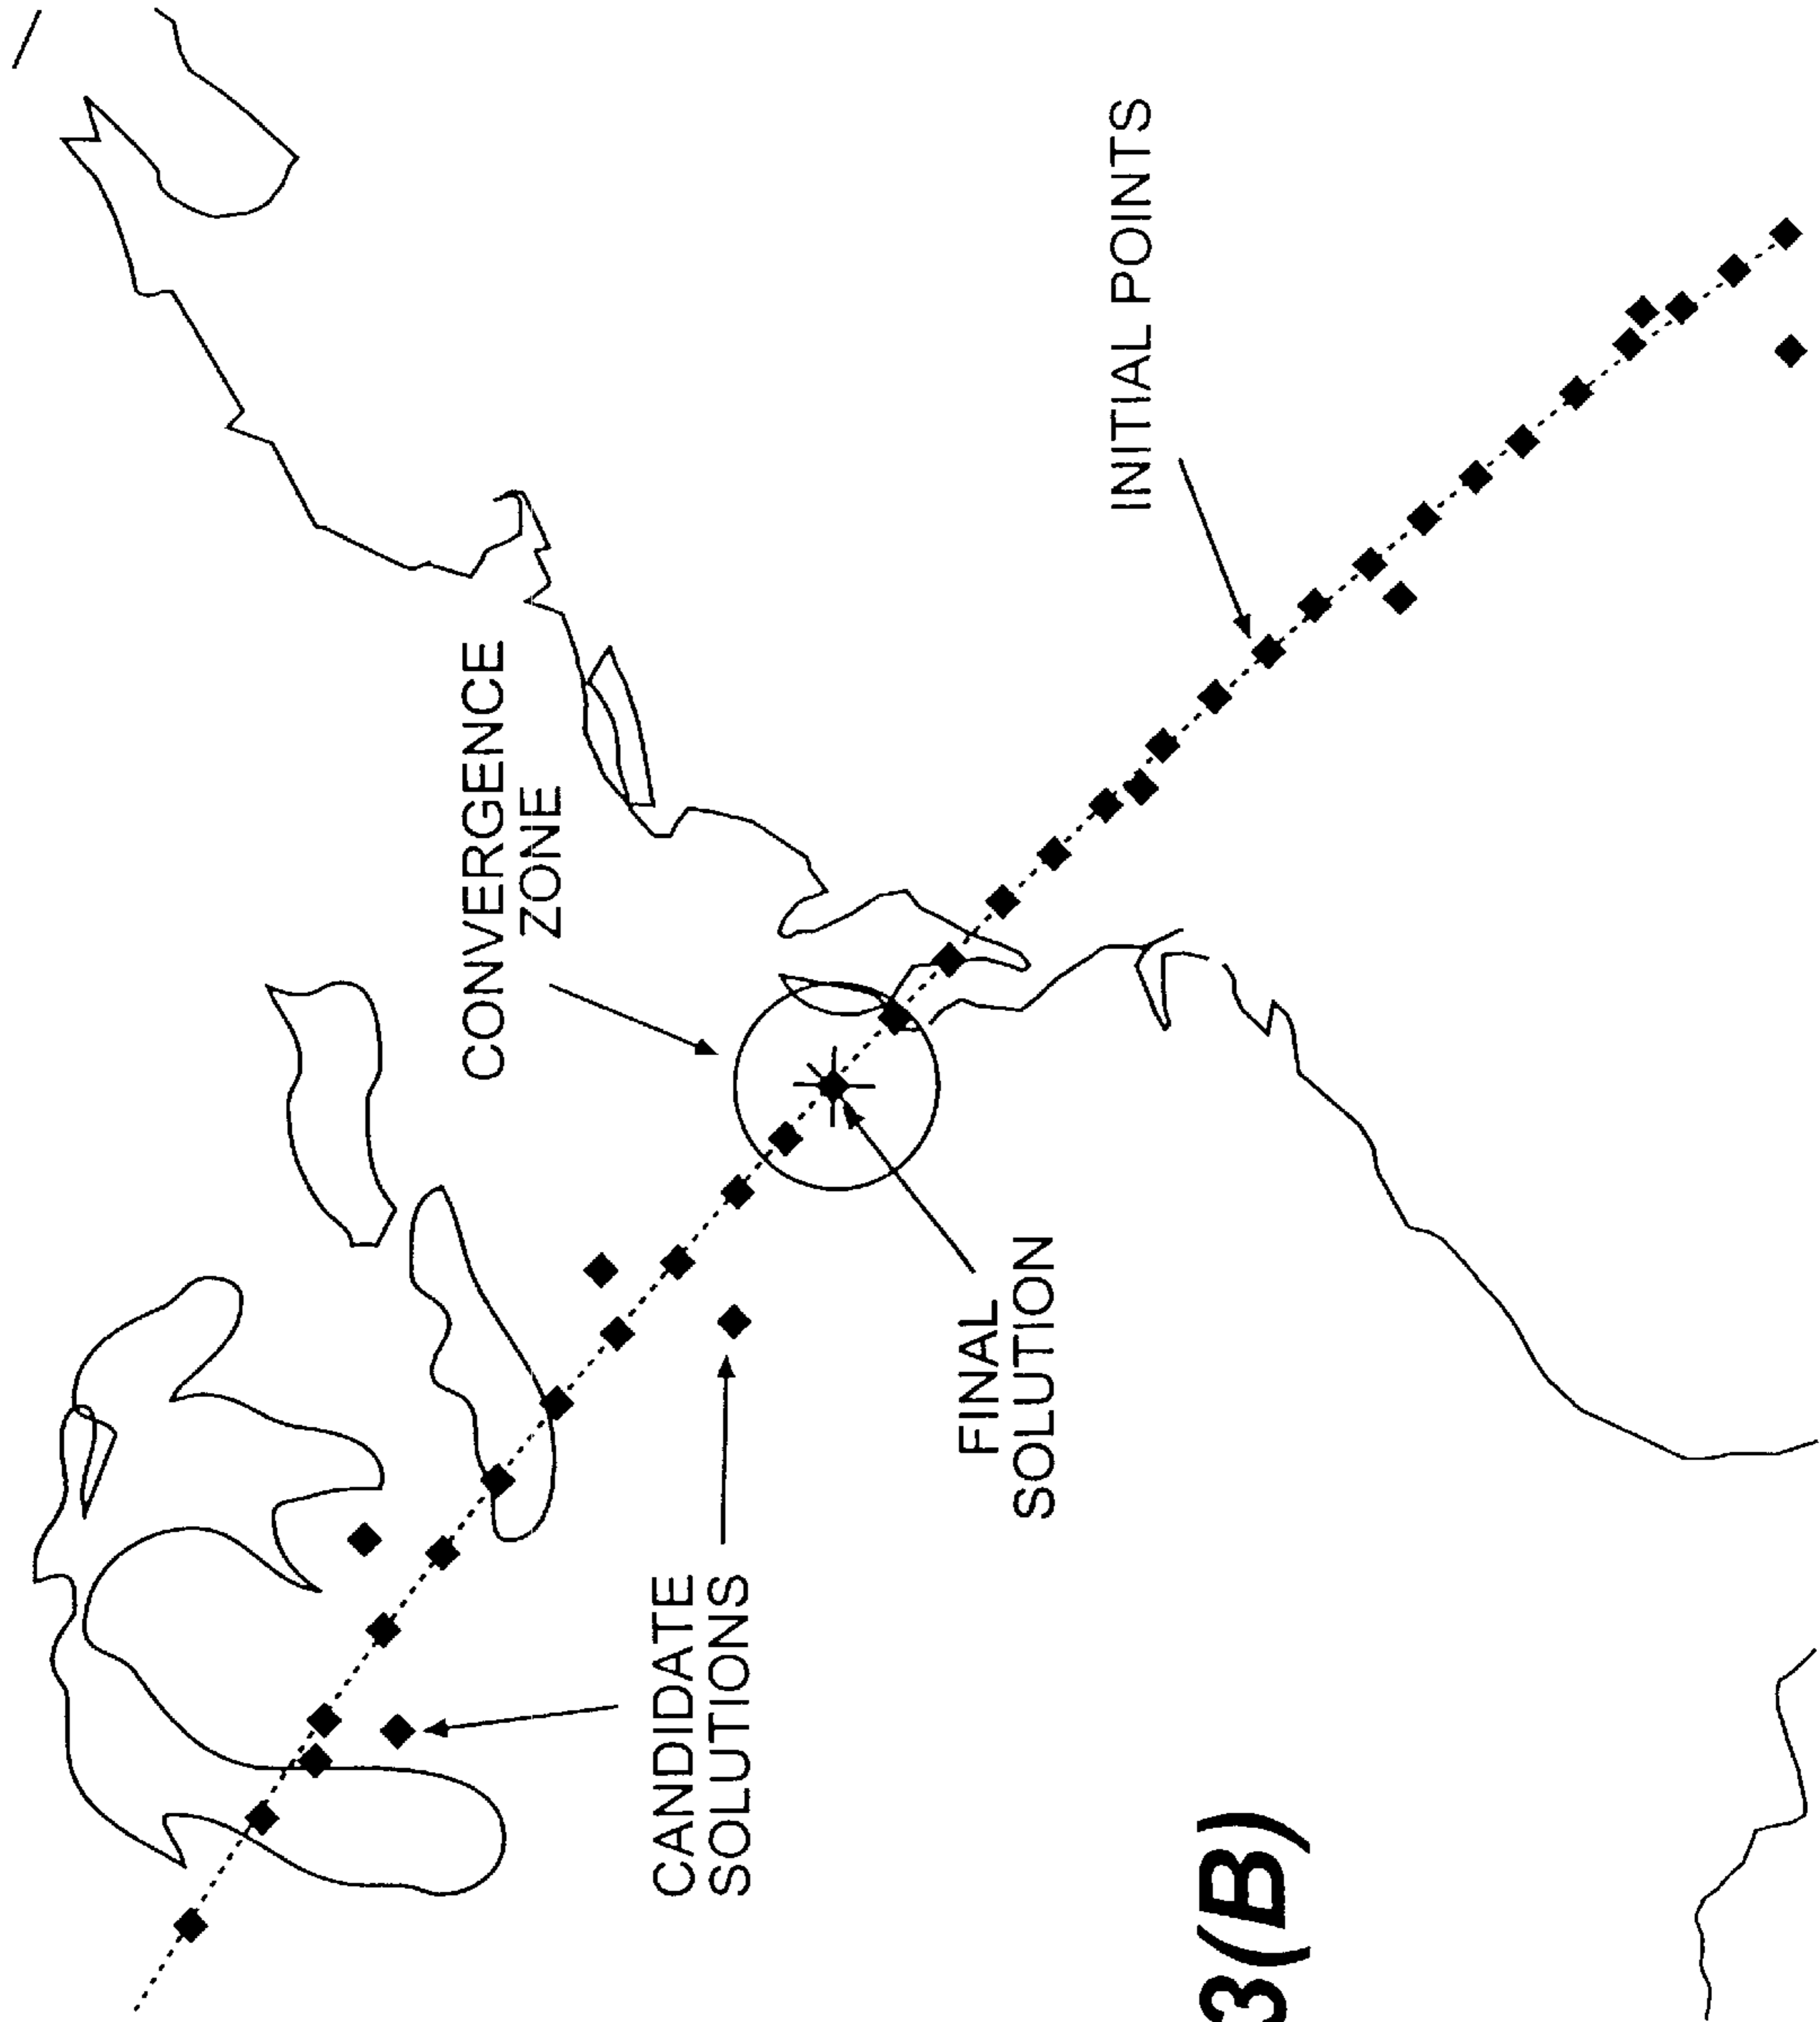 CONVERGENCE
ZONE
INITIAL POINTS
CANDIDATE
SOLUTIONS
FINAL
SOLUTION
3(B)